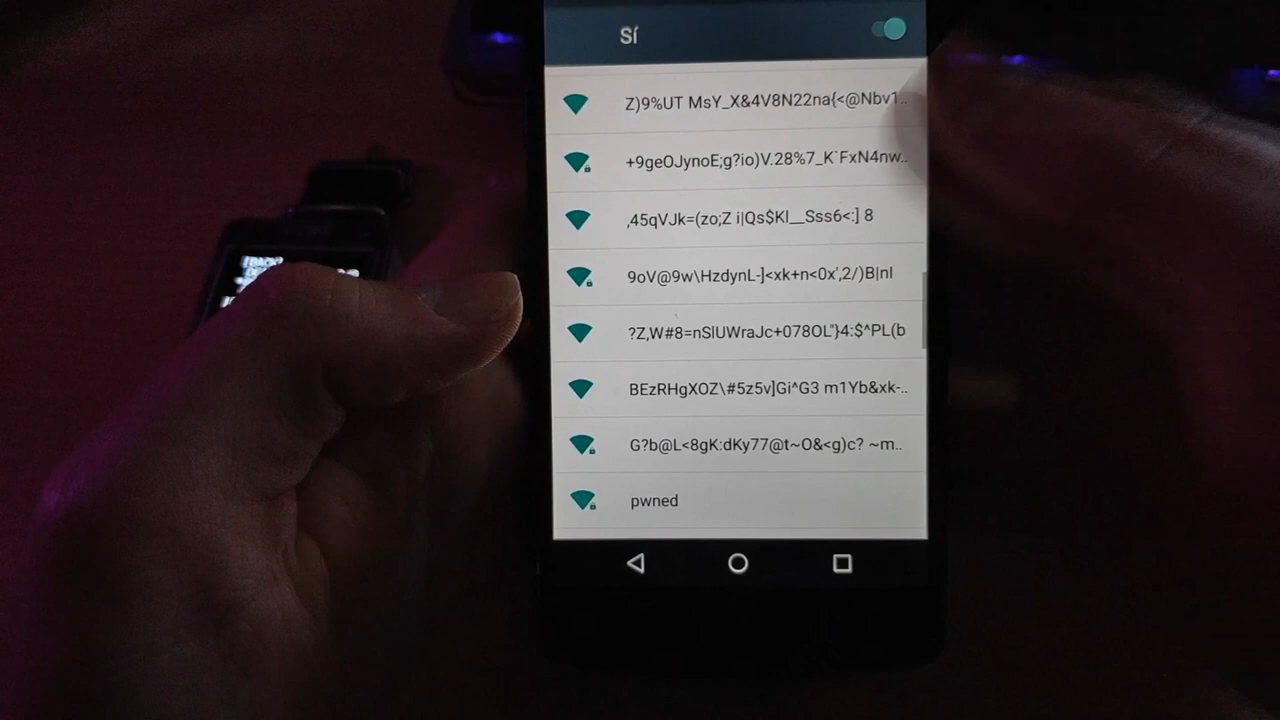 Sí
Z)9%UT MsY_X&4V8N22na{<@Nbv1..
+9geOJynoE;g?io)V.28%7_K`FxN4nw..
,45qVJk=(zo;Z i|Qs$Kl__Sss6<:] 8
9oV@9w\HzdynL-]<xk+n<0x',2/)B|nl
?Z,W#8=nSlUWraJc+078OL"}4:$^PL(b
BEzRHgXOZ\#5z5v]Gi^G3 m1Yb&xk-..
G?b@L<8gK:dKy77@t~O&<g)c? ~m..
pwned